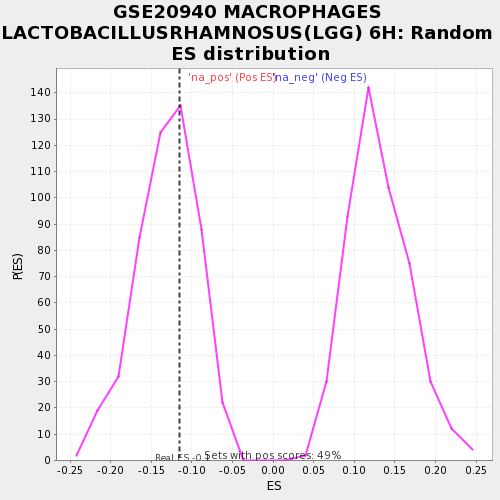 GSE20940 MACROPHAGES
LACTOBACILLUSRHAMNOSUS(LGG) 6H: Random
ES distribution
'na_pos' (Pos ES) 'na_neg' (Neg ES)
P(ES)
140
130
120
110
100
90
80
70
60
50
40
30
20
10
0
Real ES -0.
Sets with pos scores: 49%
-0.25 -0.20 -0.15 -0.10 -0.05 0.00 0.05 0.10 0.15 0.20 0.25
ES